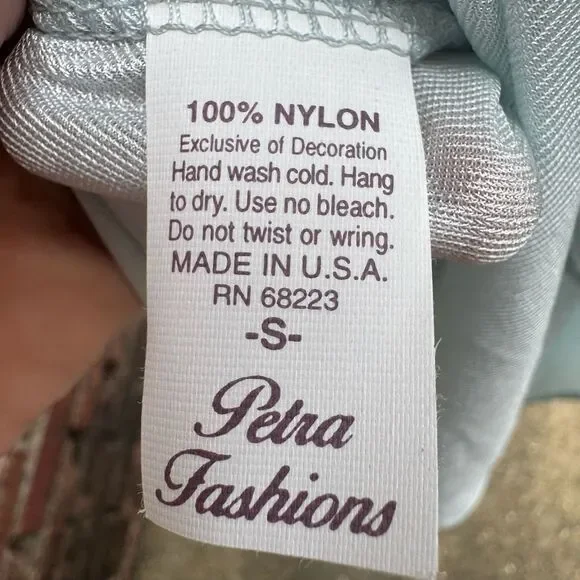 100% NYLON
Exclusive of Decoration
Hand wash cold. Hang
to dry. Use no bleach.
Do not twist or wring.
MADE IN U.S.A.
RN 68223
-S-
Petra
Fashions